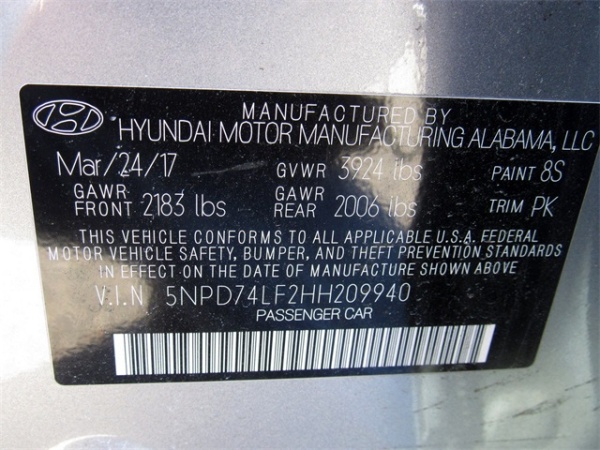 MANUFACTURED BY
HYUNDAI MOTOR MANUFACTURING ALABAMA, LLC
Mar/24/17 GVWR 3924 lbs PAINT 8S
GAWR FRONT 2183 lbs GAWR REAR 2006 lbs TRIM PK
THIS VEHICLE CONFORMS TO ALL APPLICABLE U.S.A. FEDERAL
MOTOR VEHICLE SAFETY, BUMPER, AND THEFT PREVENTION STANDARDS
IN EFFECT ON THE DATE OF MANUFACTURE SHOWN ABOVE
V.I.N 5NPD74LF2HH209940
PASSENGER CAR